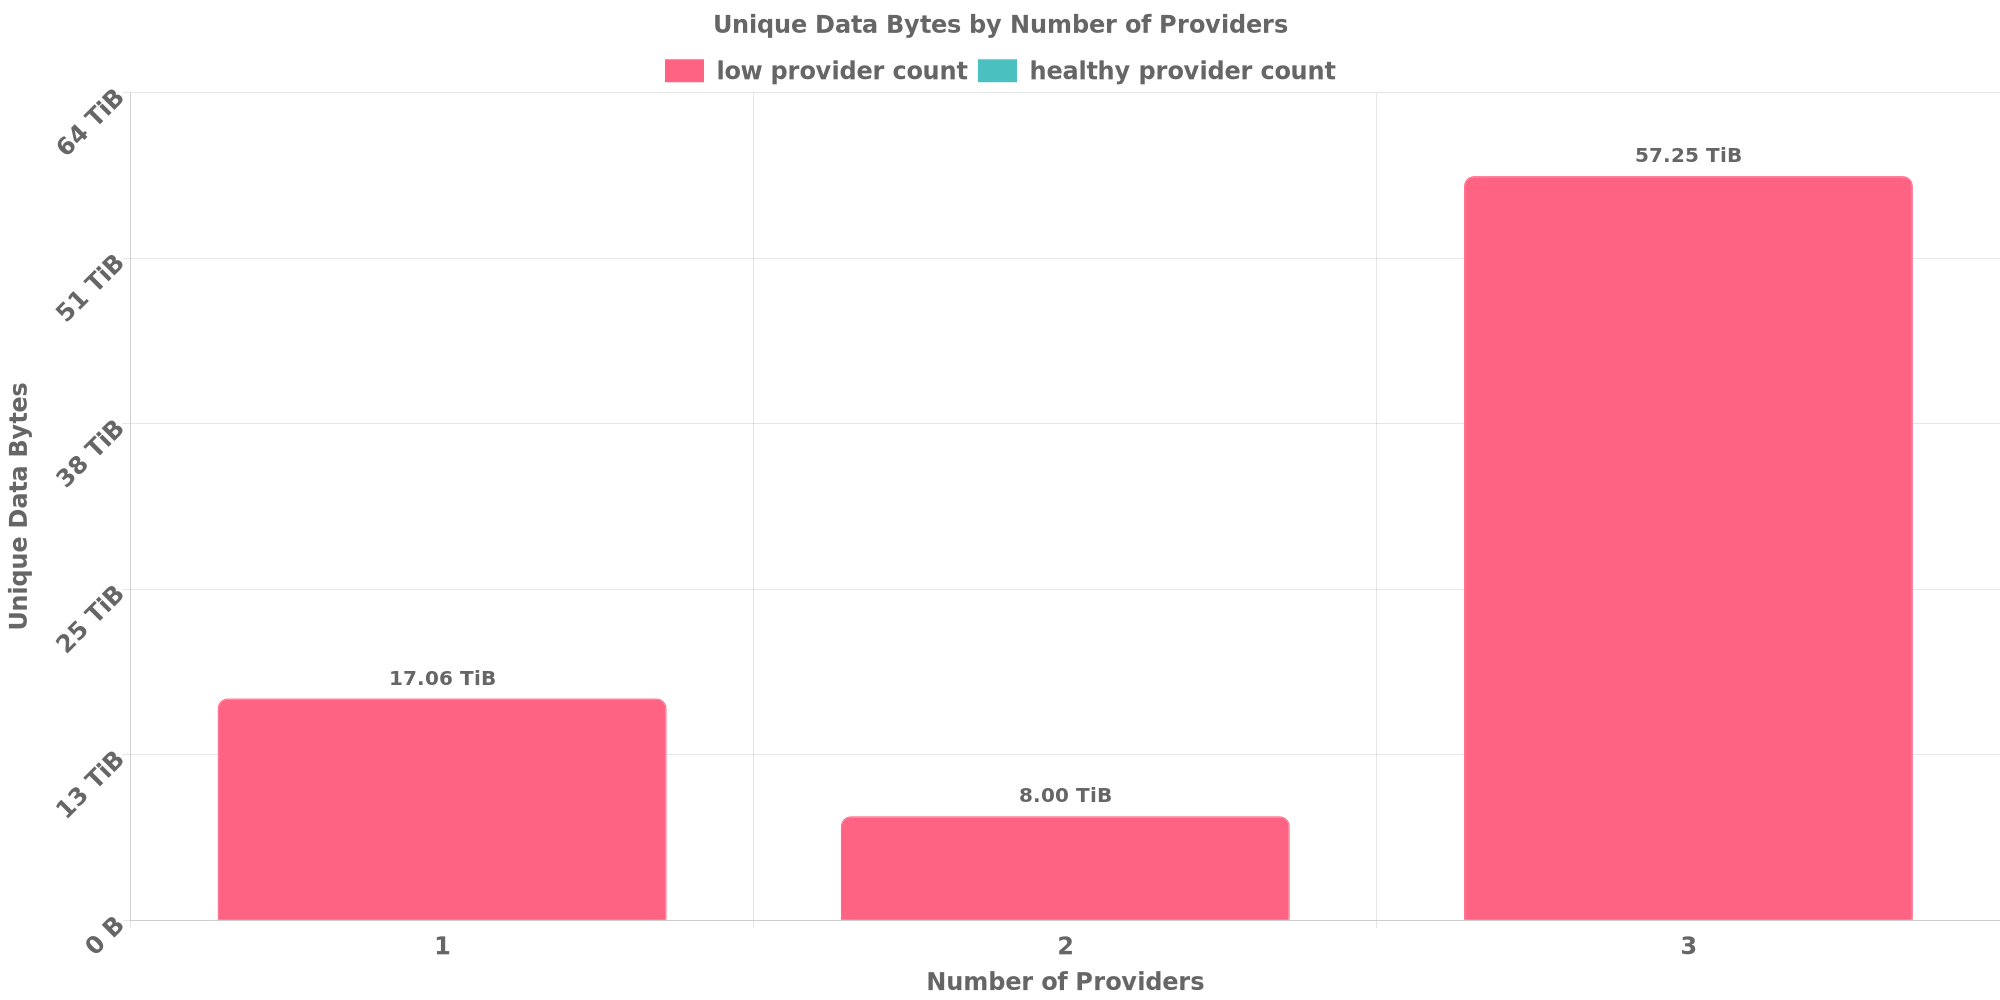 Unique Data Bytes by Number of Providers
low provider count healthy provider count
64 TiB
57.25 TiB
51 TiB
38 TiB
Unique Data Bytes
25 TiB
17.06 TiB
13 TiB
8.00 TiB
0 B
1 2 3
Number of Providers